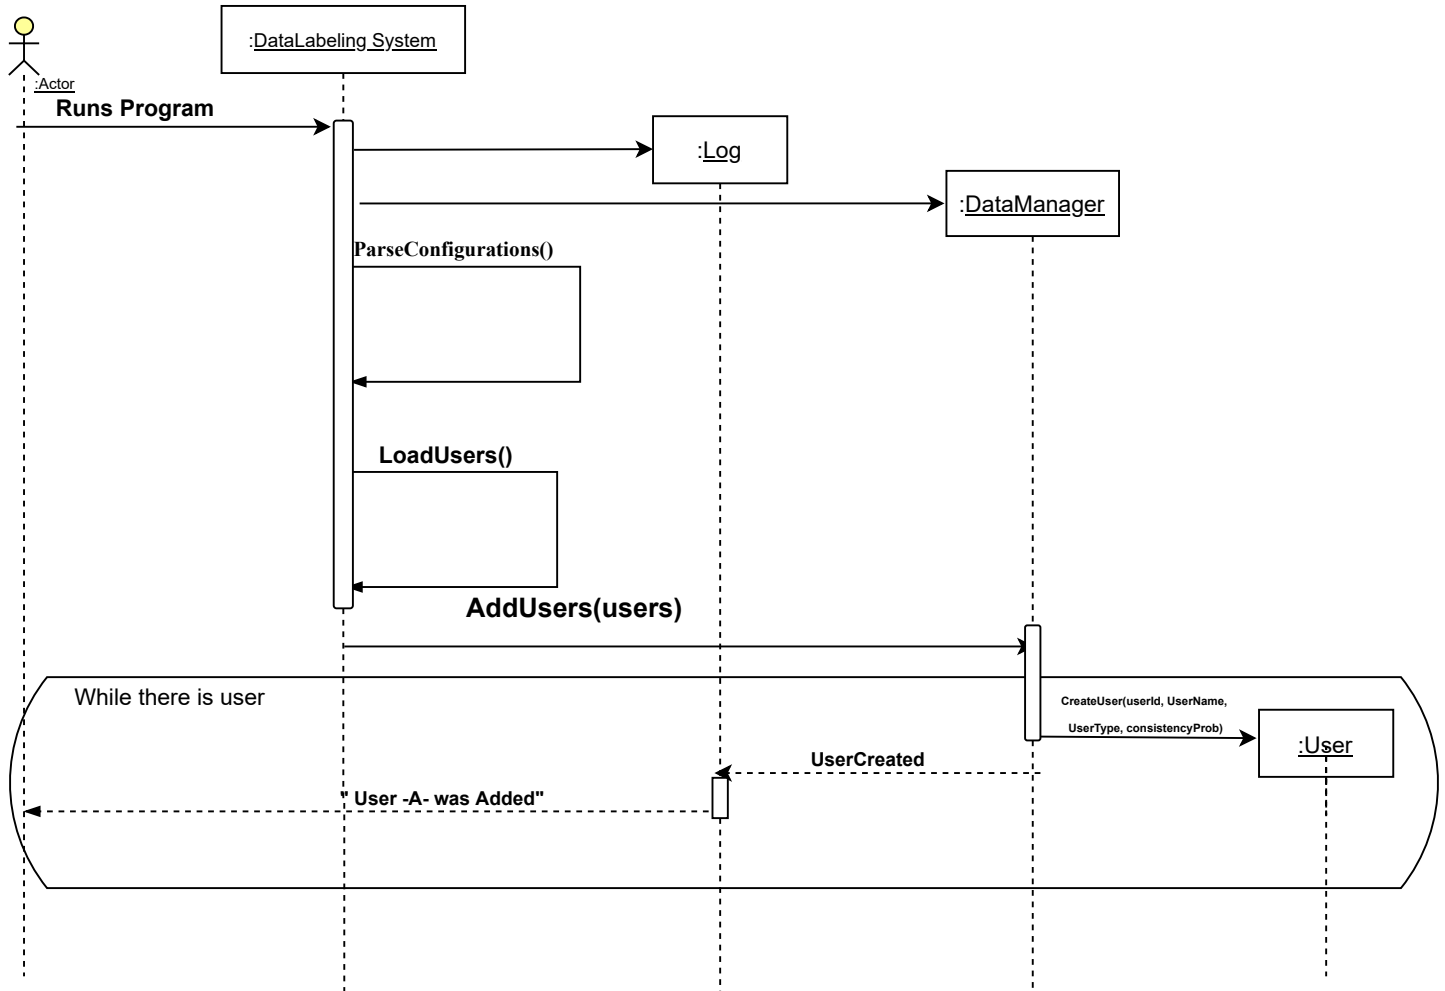 :DataLabeling System
:Actor
Runs Program
:Log
:DataManager
ParseConfigurations()
LoadUsers()
AddUsers(users)
While there is user
CreateUser(userId, UserName,
UserType, consistencyProb)
:User
UserCreated
" User -A- was Added"